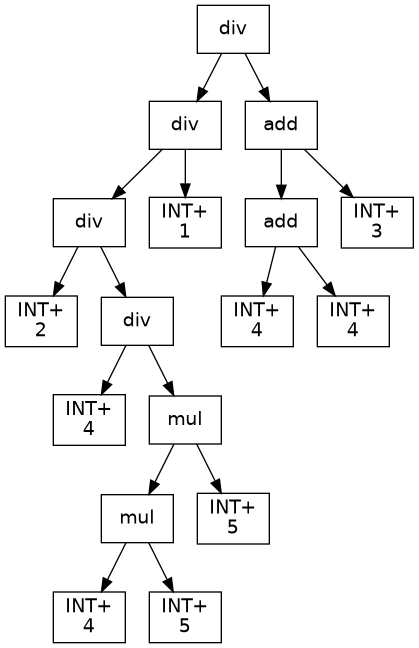 div
div
add
div
INT+
1
add
INT+
3
INT+
2
div
INT+
4
INT+
4
INT+
4
mul
mul
INT+
5
INT+
4
INT+
5